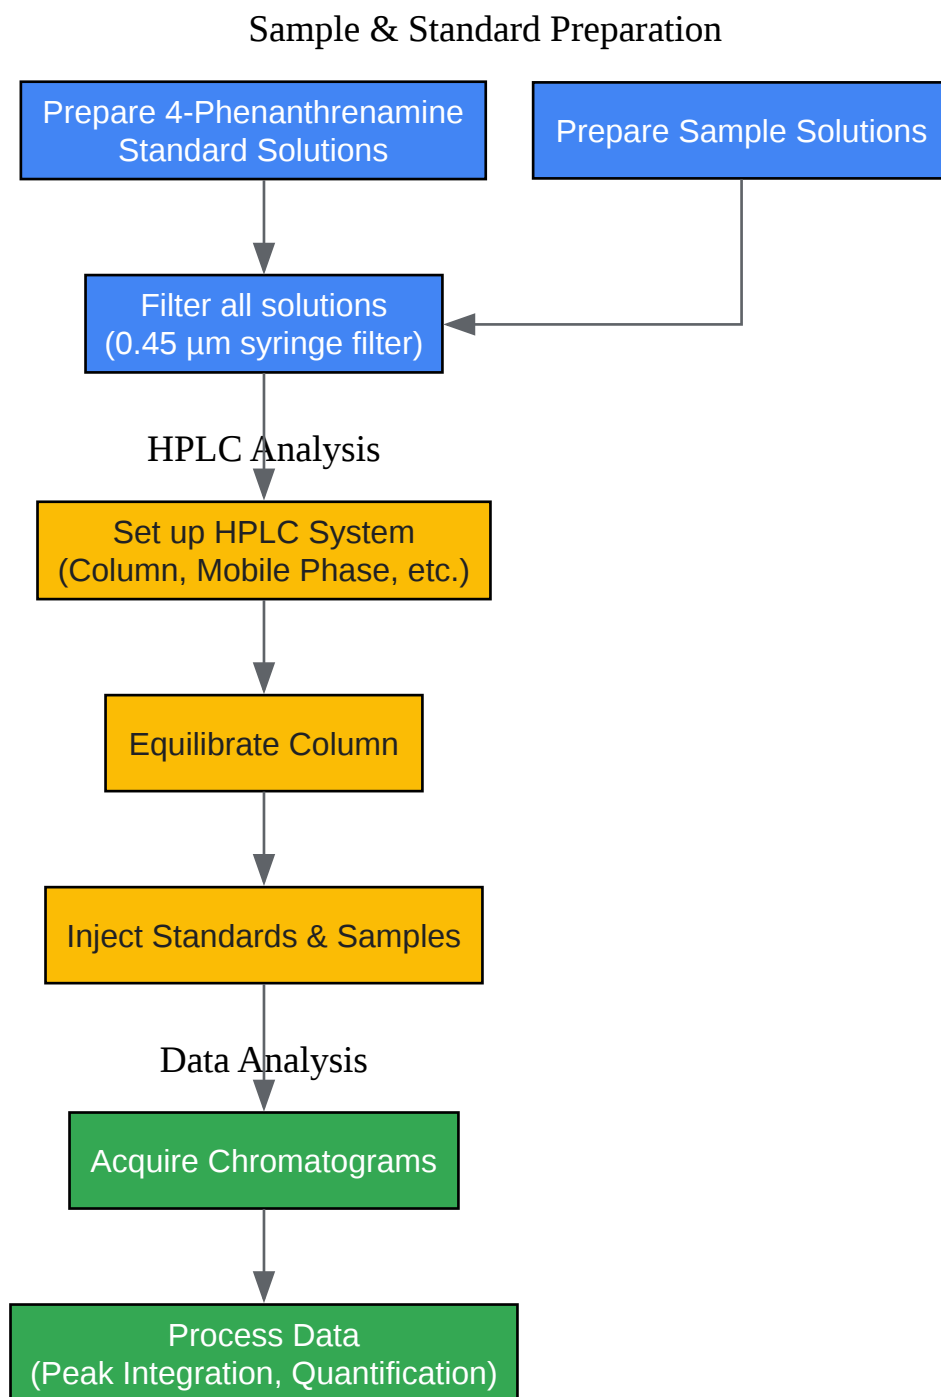 Sample & Standard Preparation
Prepare 4-Phenanthrenamine
Standard Solutions
Prepare Sample Solutions
Filter all solutions
(0.45 µm syringe filter)
HPLC Analysis
Set up HPLC System
(Column, Mobile Phase, etc.)
Equilibrate Column
Inject Standards & Samples
Data Analysis
Acquire Chromatograms
Process Data
(Peak Integration, Quantification)